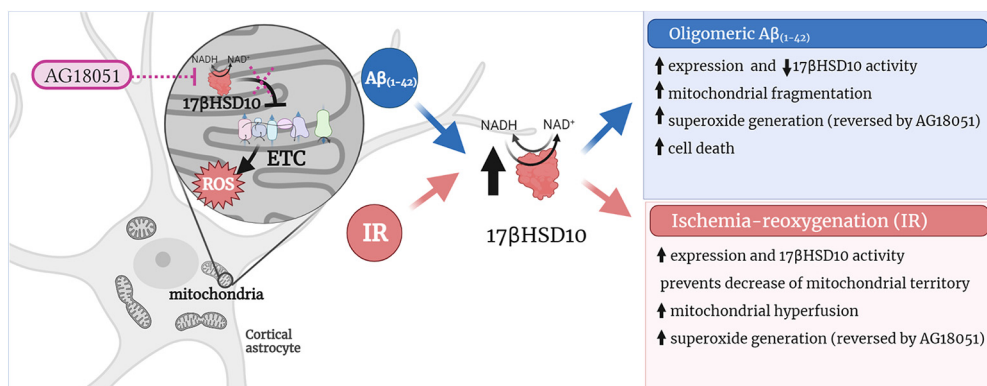 AG18051
NADH NAD⁺
17βHSD10
ETC
ROS
mitochondria
Cortical
astrocyte
Aβ₍₁₋₄₂₎
IR
NADH NAD⁺
17βHSD10
Oligomeric Aβ₍₁₋₄₂₎
expression and 17βHSD10 activity
mitochondrial fragmentation
superoxide generation (reversed by AG18051)
cell death
Ischemia-reoxygenation (IR)
expression and 17βHSD10 activity
prevents decrease of mitochondrial territory
mitochondrial hyperfusion
superoxide generation (reversed by AG18051)